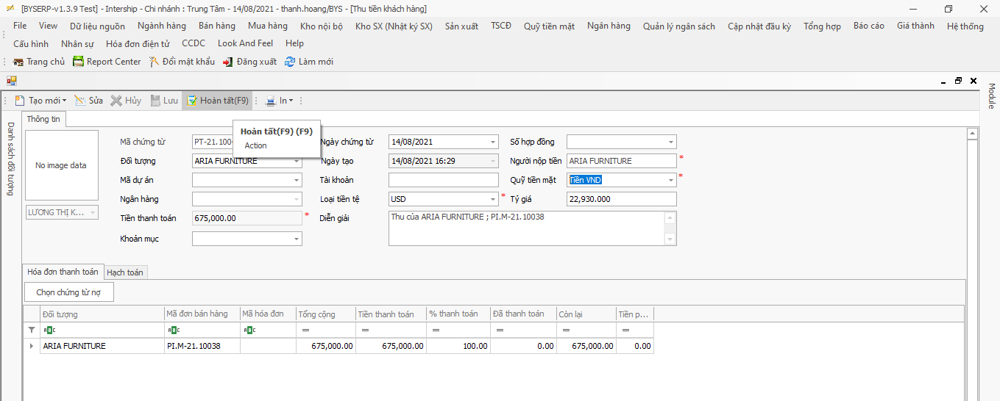 [BYSERP-v1.3.9 Test] - Intership - Chi nhánh : Trung Tâm - 14/08/2021 - thanh.hoang/BYS - [Thu tiền khách hàng]
File View Dữ liệu nguồn Ngành hàng Bán hàng Mua hàng Kho nội bộ Kho SX (Nhật ký SX) Sản xuất TSCĐ Quỹ tiền mặt Ngân hàng Quản lý ngân sách Cập nhật đầu kỳ Tổng hợp Báo cáo Giá thành Hệ thống
Cấu hình Nhân sự Hóa đơn điện tử CCDC Look And Feel Help
Trang chủ Report Center Đổi mật khẩu Đăng xuất Làm mới
Module
Tạo mới Sửa Hủy Lưu Hoàn tất(F9) In
Danh sách đối tượng
Thông tin
Hoàn tất(F9) (F9)
Action
No image data
LƯƠNG THỊ K...
Mã chứng từ PT-21.100 Ngày chứng từ 14/08/2021 Số hợp đồng
Đối tượng ARIA FURNITURE Ngày tạo 14/08/2021 16:29 Người nộp tiền ARIA FURNITURE *
Mã dự án Tài khoản Quỹ tiền mặt Tiền VND *
Ngân hàng Loại tiền tệ USD * Tỷ giá 22,930.000
Tiền thanh toán 675,000.00 * Diễn giải Thu của ARIA FURNITURE ; PI.M-21.10038
Khoản mục
Hóa đơn thanh toán Hạch toán
Chọn chứng từ nợ
Đối tượng Mã đơn bán hàng Mã hóa đơn Tổng cộng Tiền thanh toán % thanh toán Đã thanh toán Còn lại Tiền p...
ABC ABC ABC = = = = = =
ARIA FURNITURE PI.M-21.10038 675,000.00 675,000.00 100.00 0.00 675,000.00 0.00